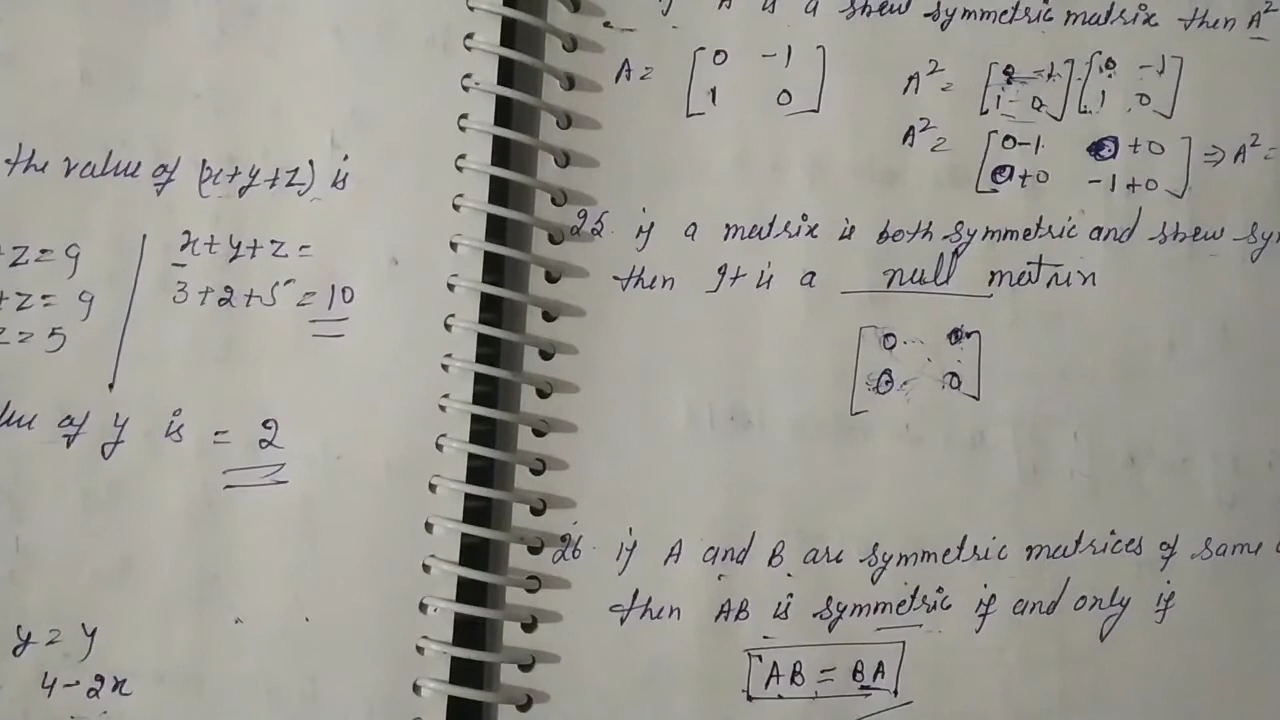 the value of (x+y+z) is
z=9
+z=9
z=5
x+y+z=
3+2+5=10
of y is = 2
y=y
4-2x
A is a skew symmetric matrix then A²
A= [0 -1
1 0]
A²= [0 -1
1 0] [0 -1
1 0]
A²= [0-1 0+0
0+0 -1+0] ⇒ A²=
25. if a matrix is both symmetric and skew
then It is a null matrix
[0 0
0 0]
26. if A and B are symmetric matrices of same
then AB is symmetric if and only if
AB = BA